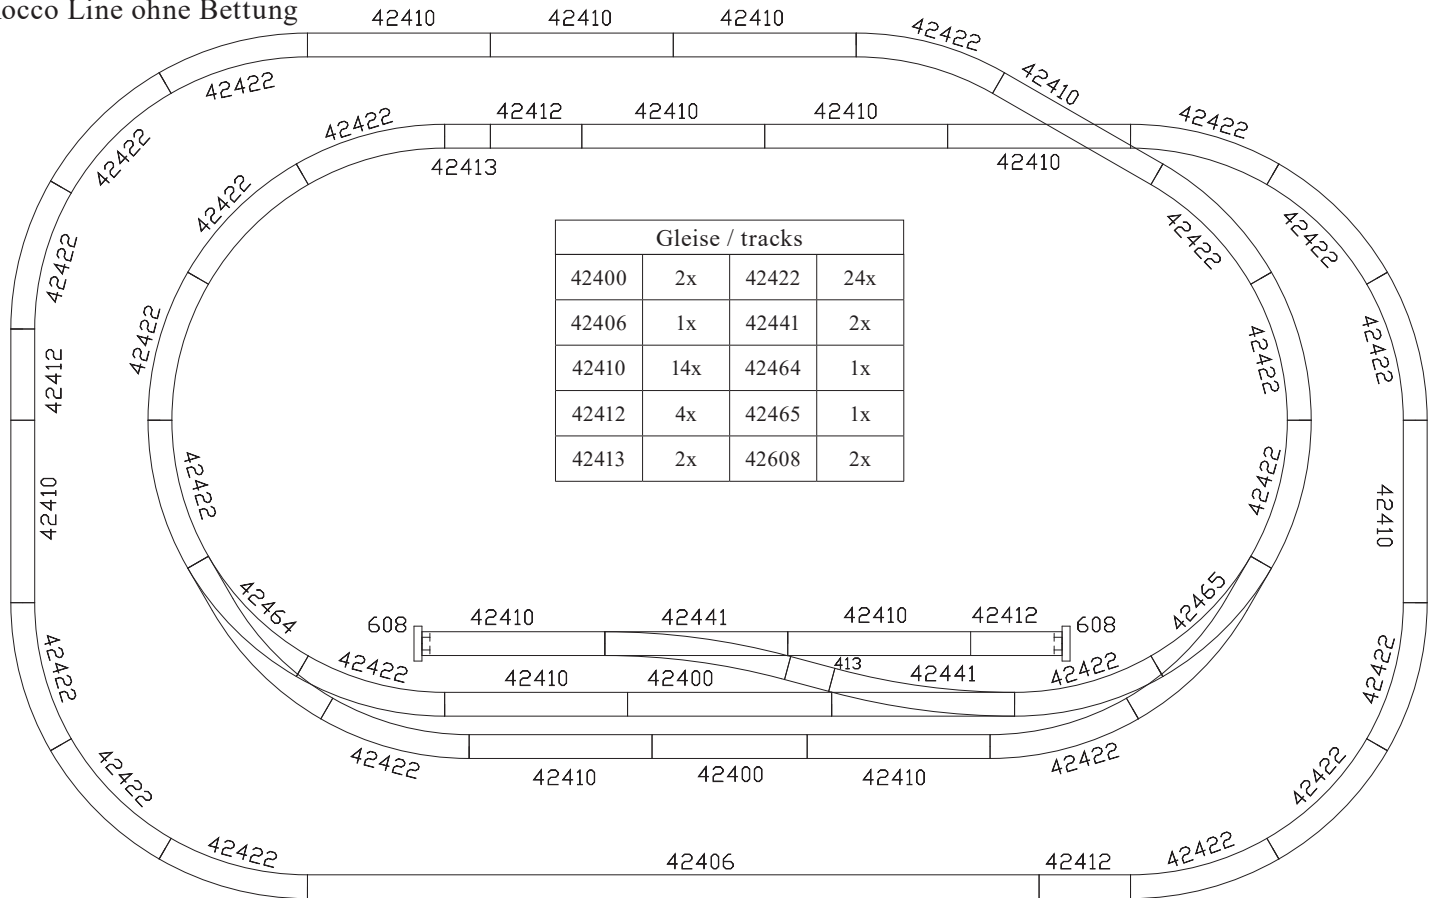 occo Line ohne Bettung
42410 42410 42410 42422
42422 42410
42422 42412 42410 42410 42422
42422 42413 42410
42422 42422 42422
42422 42422 42422 42422
42412
Gleise / tracks
42400 2x 42422 24x
42406 1x 42441 2x
42410 14x 42464 1x
42412 4x 42465 1x
42413 2x 42608 2x
42410 42422 42422 42410
42464 42465
608 42410 42441 42410 42412 608
42422 42422 413 42441 42422 42422
42410 42400
42422 42422 42422 42422
42410 42400 42410
42422 42406 42412 42422